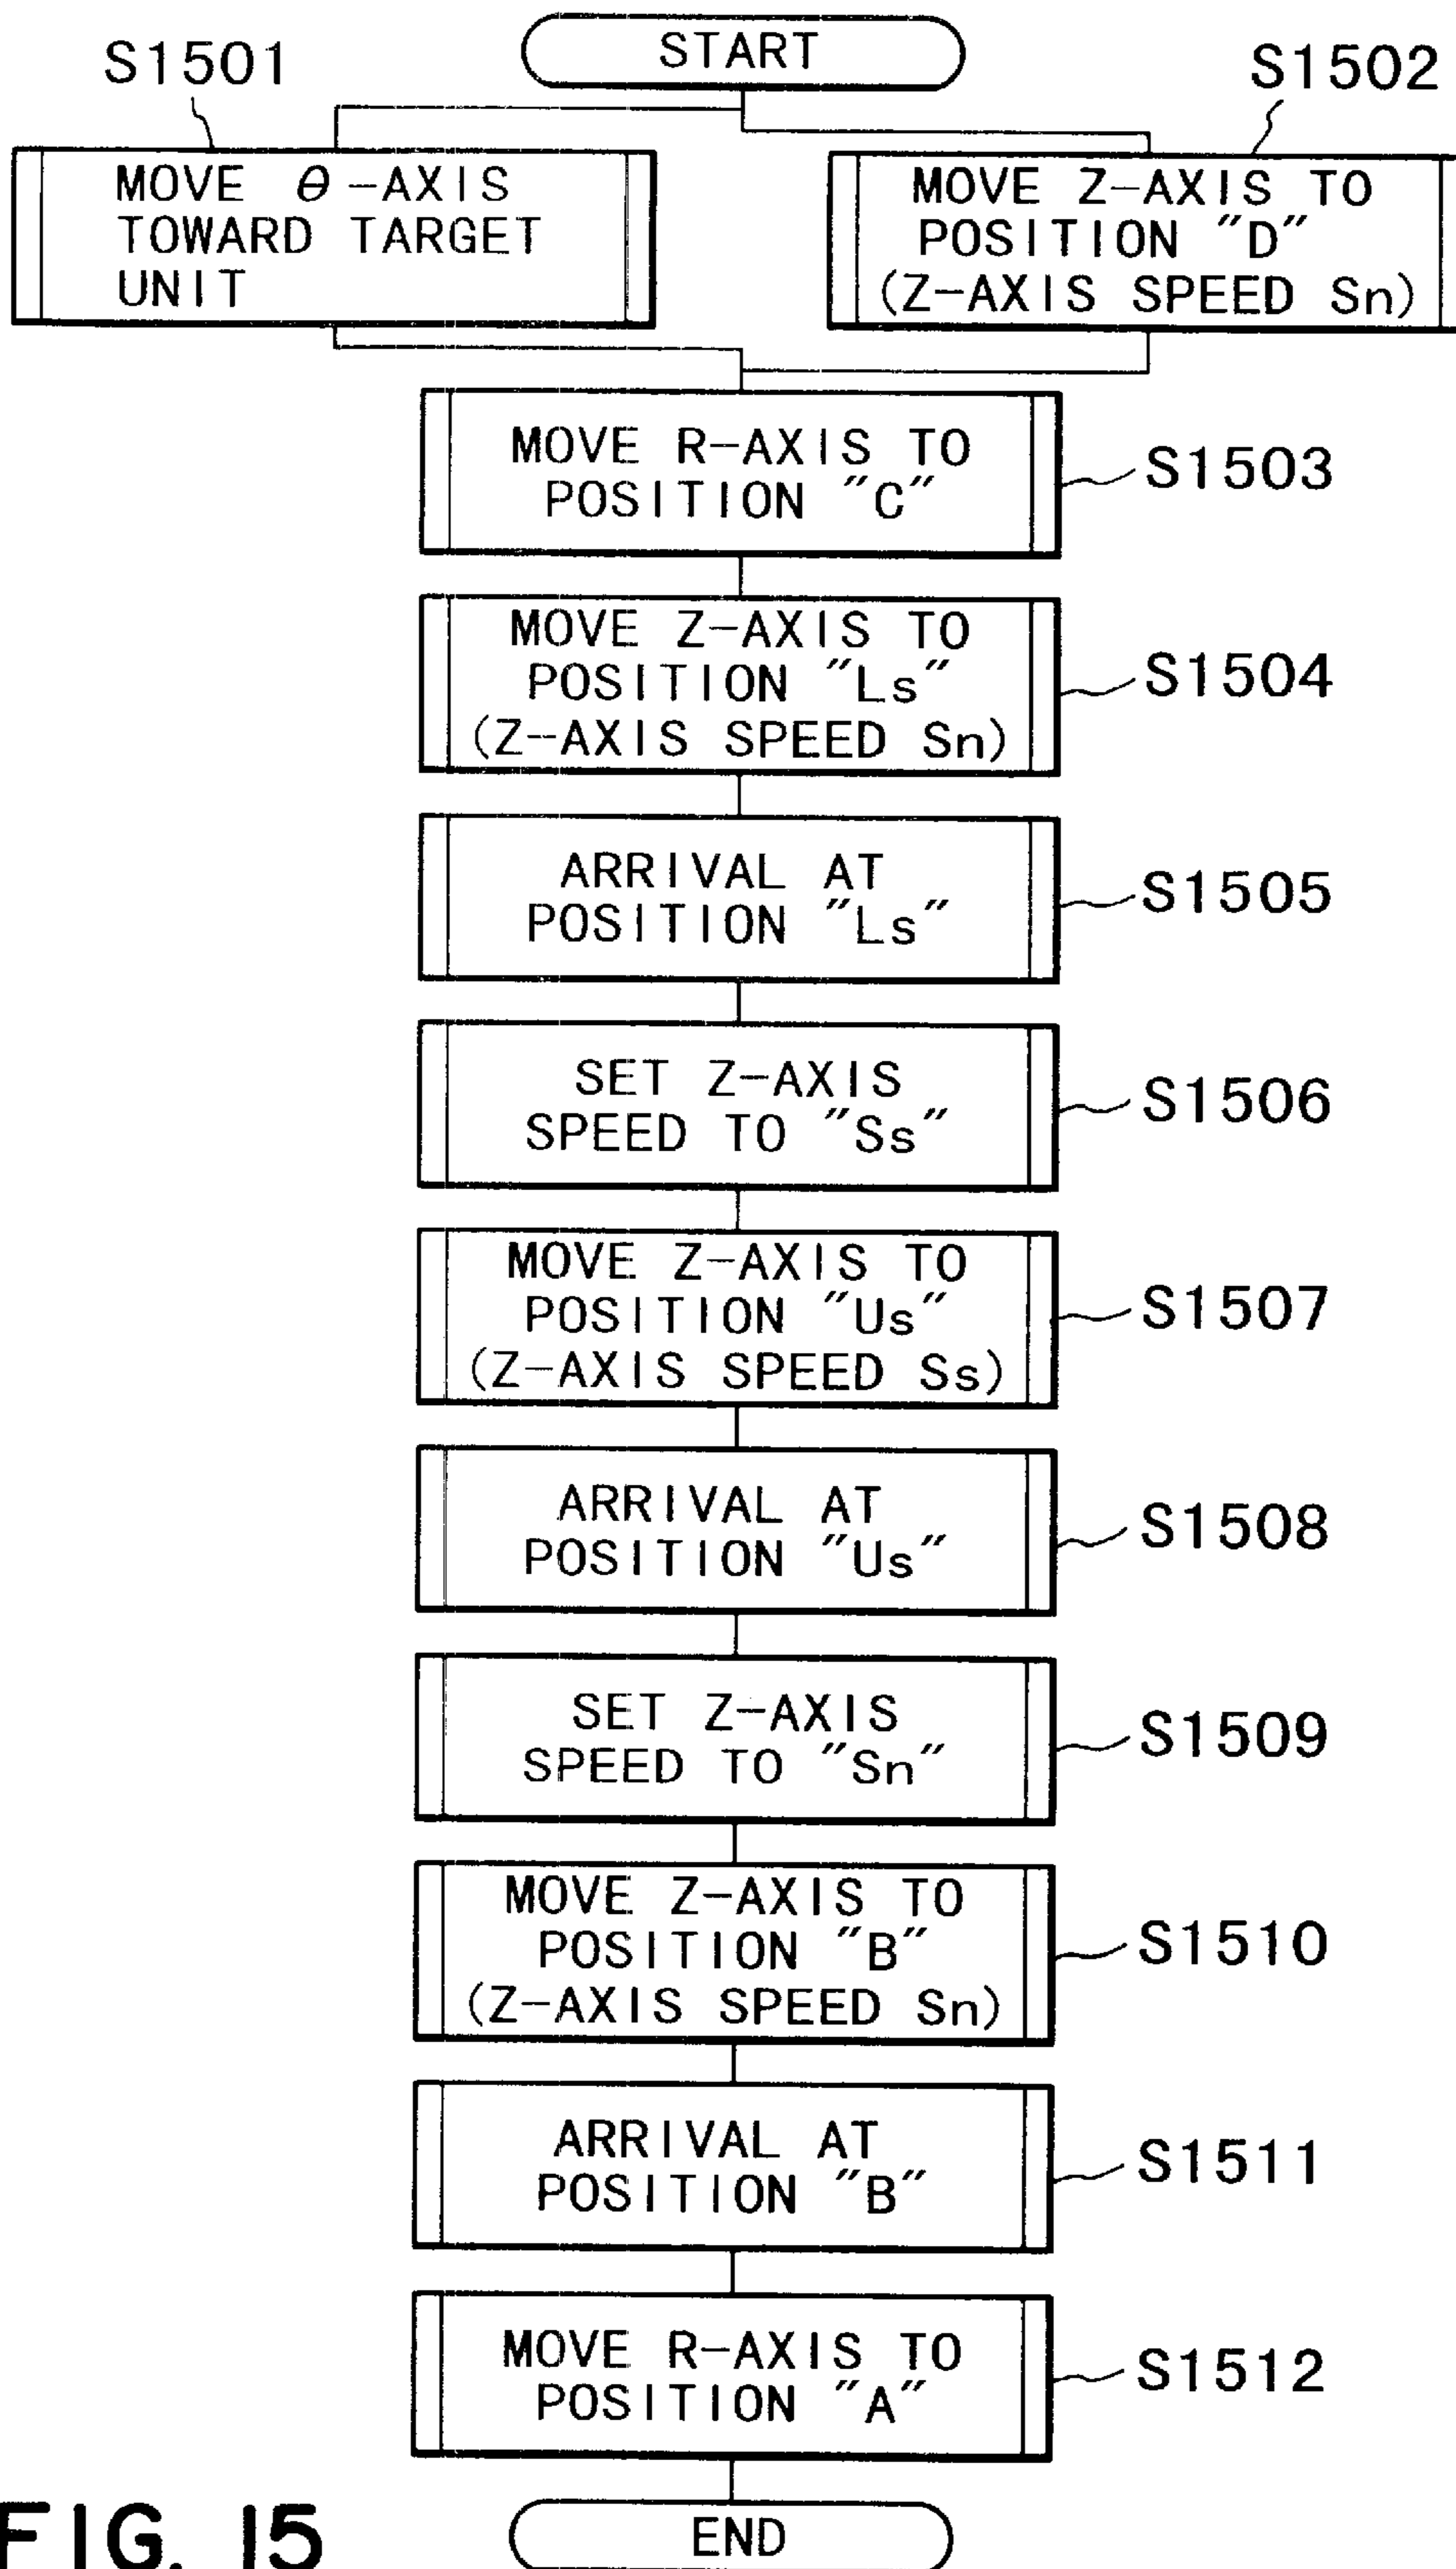 START
S1501
S1502
MOVE θ-AXIS
TOWARD TARGET
UNIT
MOVE Z-AXIS TO
POSITION "D"
(Z-AXIS SPEED Sn)
MOVE R-AXIS TO
POSITION "C"
S1503
MOVE Z-AXIS TO
POSITION "Ls"
(Z-AXIS SPEED Sn)
S1504
ARRIVAL AT
POSITION "Ls"
S1505
SET Z-AXIS
SPEED TO "Ss"
S1506
MOVE Z-AXIS TO
POSITION "Us"
(Z-AXIS SPEED Ss)
S1507
ARRIVAL AT
POSITION "Us"
S1508
SET Z-AXIS
SPEED TO "Sn"
S1509
MOVE Z-AXIS TO
POSITION "B"
(Z-AXIS SPEED Sn)
S1510
ARRIVAL AT
POSITION "B"
S1511
MOVE R-AXIS TO
POSITION "A"
S1512
END
FIG. 15